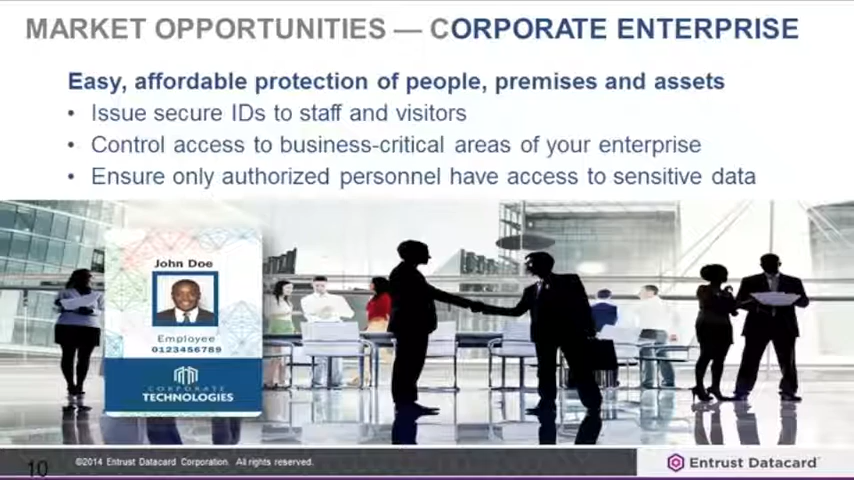 MARKET OPPORTUNITIES — CORPORATE ENTERPRISE
Easy, affordable protection of people, premises and assets
• Issue secure IDs to staff and visitors
• Control access to business-critical areas of your enterprise
• Ensure only authorized personnel have access to sensitive data
John Doe
Employee
0123456789
CORPORATE
TECHNOLOGIES
10
©2014 Entrust Datacard Corporation. All rights reserved.
Entrust Datacard